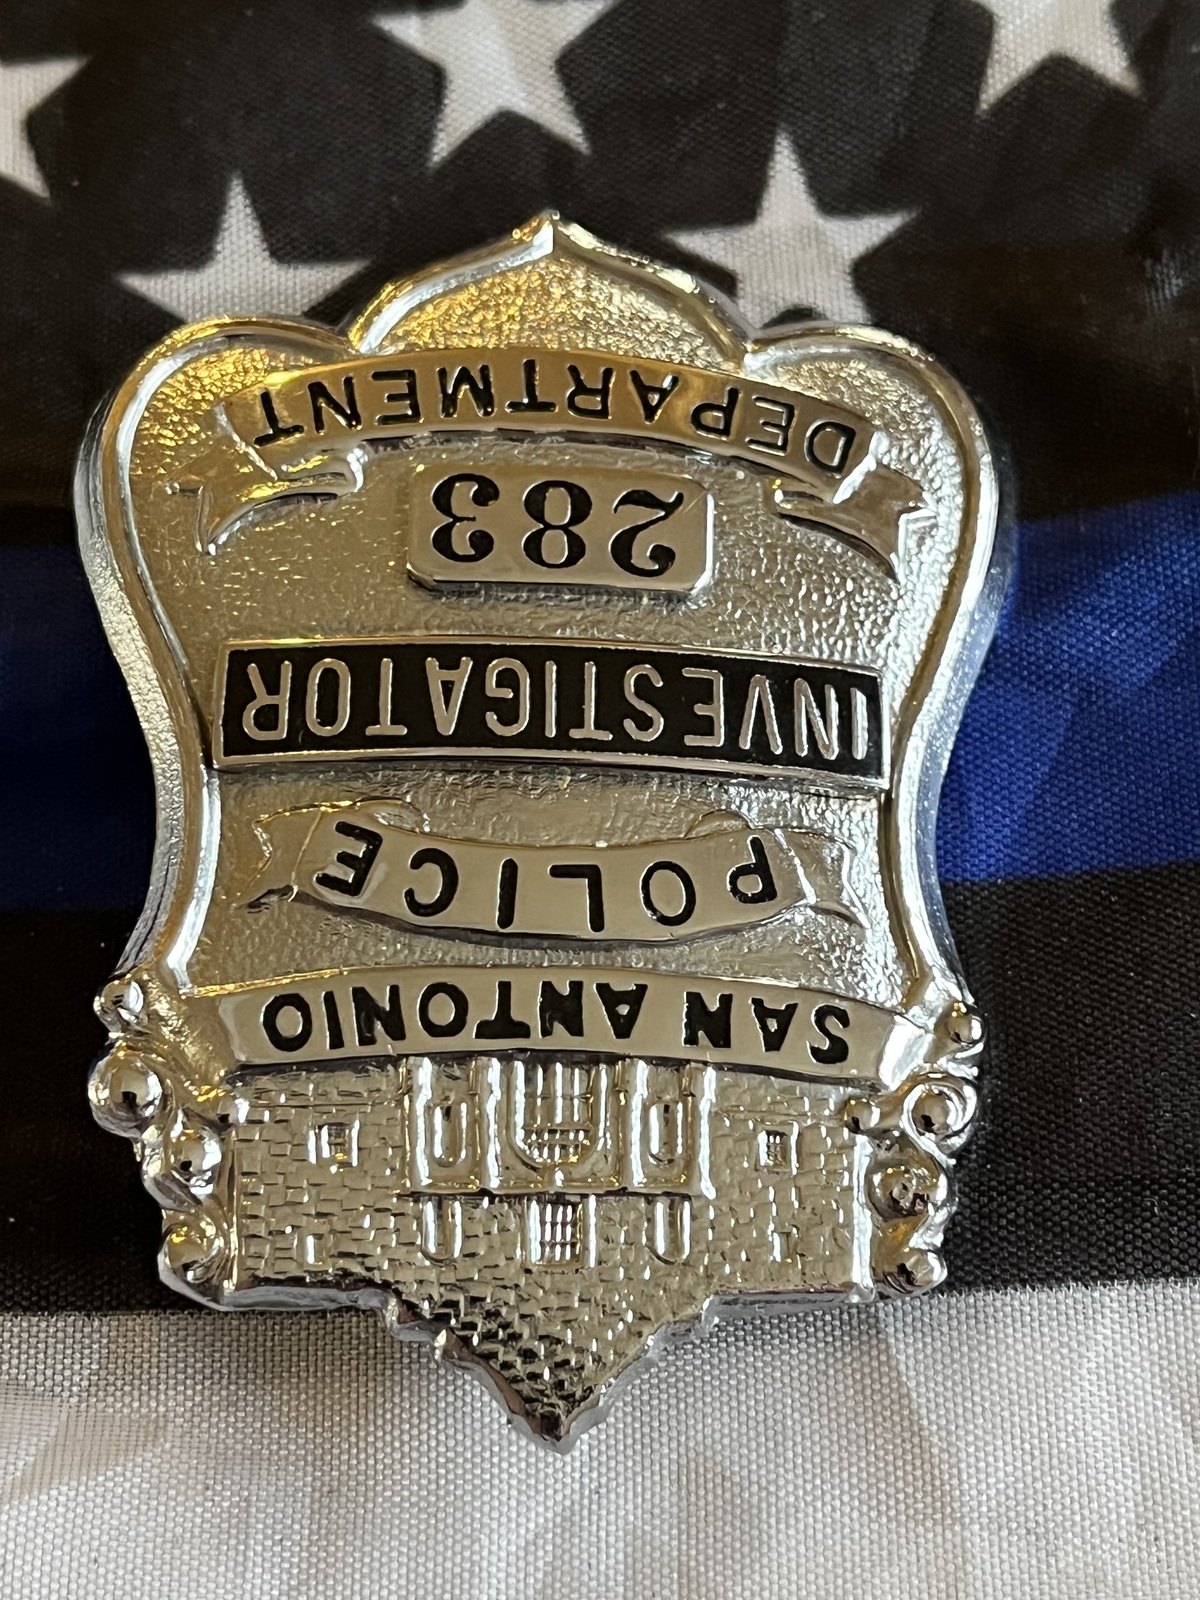 SAN ANTONIO
POLICE
INVESTIGATOR
283
DEPARTMENT